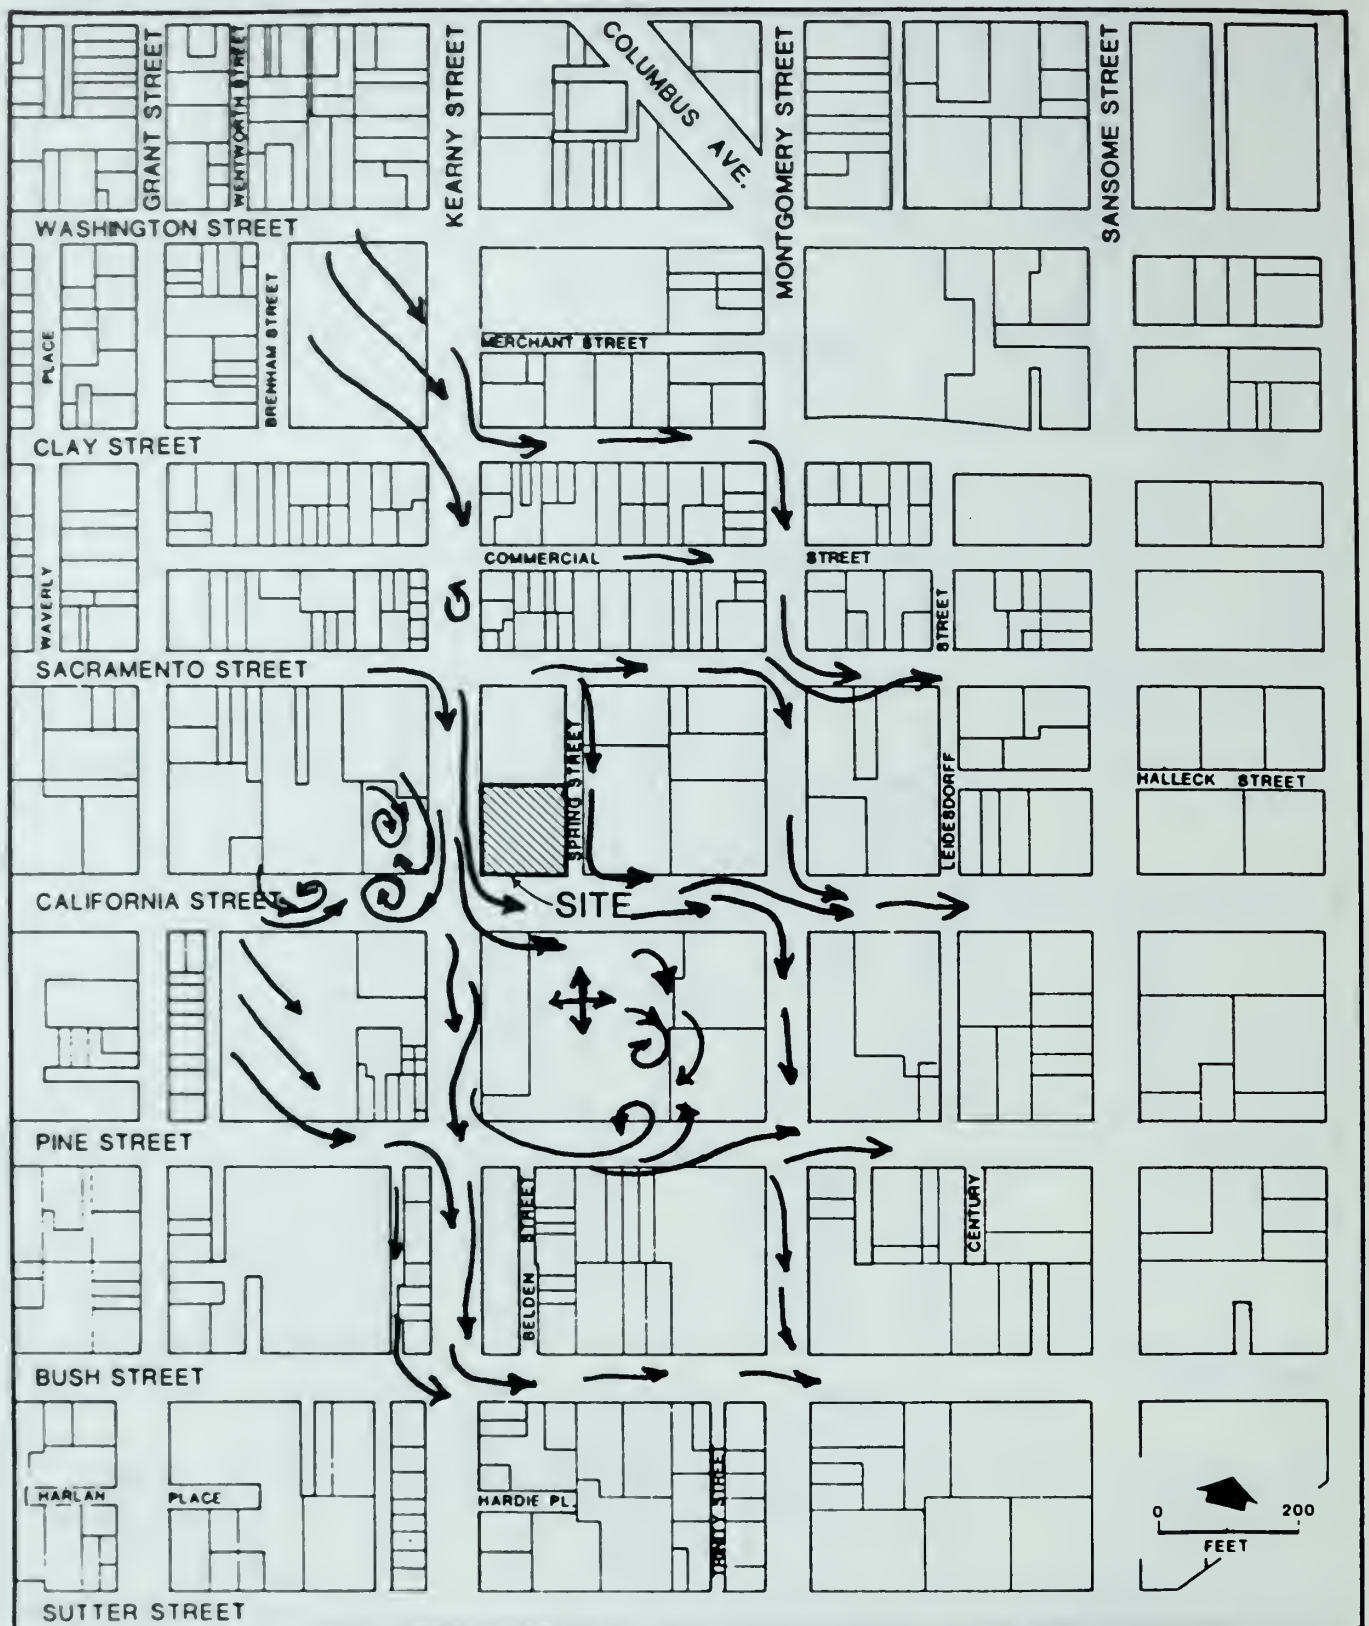 GRANT STREET
WENTWORTH STREET
KEARNY STREET
COLUMBUS AVE.
MONTGOMERY STREET
SANSOME STREET
WASHINGTON STREET
PLACE
BRENHAM STREET
MERCHANT STREET
CLAY STREET
WAVERLY
COMMERCIAL STREET
STREET
SACRAMENTO STREET
SPRING STREET
LEIDESDORFF
HALLECK STREET
CALIFORNIA STREET
SITE
PINE STREET
BELDEN STREET
CENTURY
BUSH STREET
HARLAN PLACE
HARDIE PL.
TRINITY STREET
0 200
FEET
SUTTER STREET